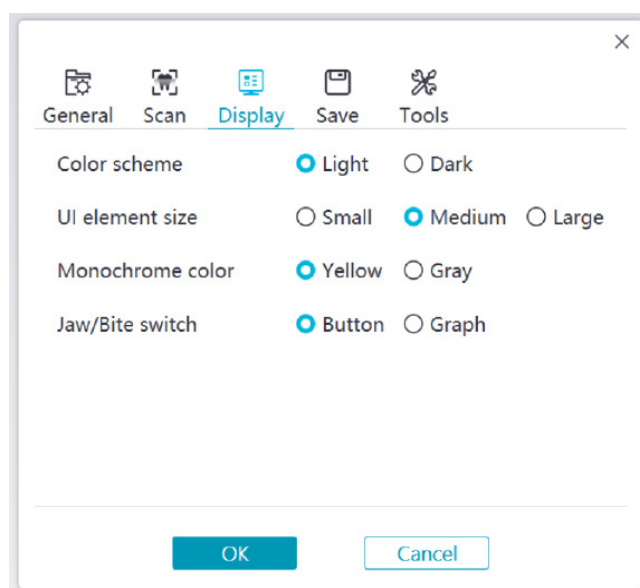 General Scan Display Save Tools
Color scheme Light Dark
UI element size Small Medium Large
Monochrome color Yellow Gray
Jaw/Bite switch Button Graph
OK Cancel